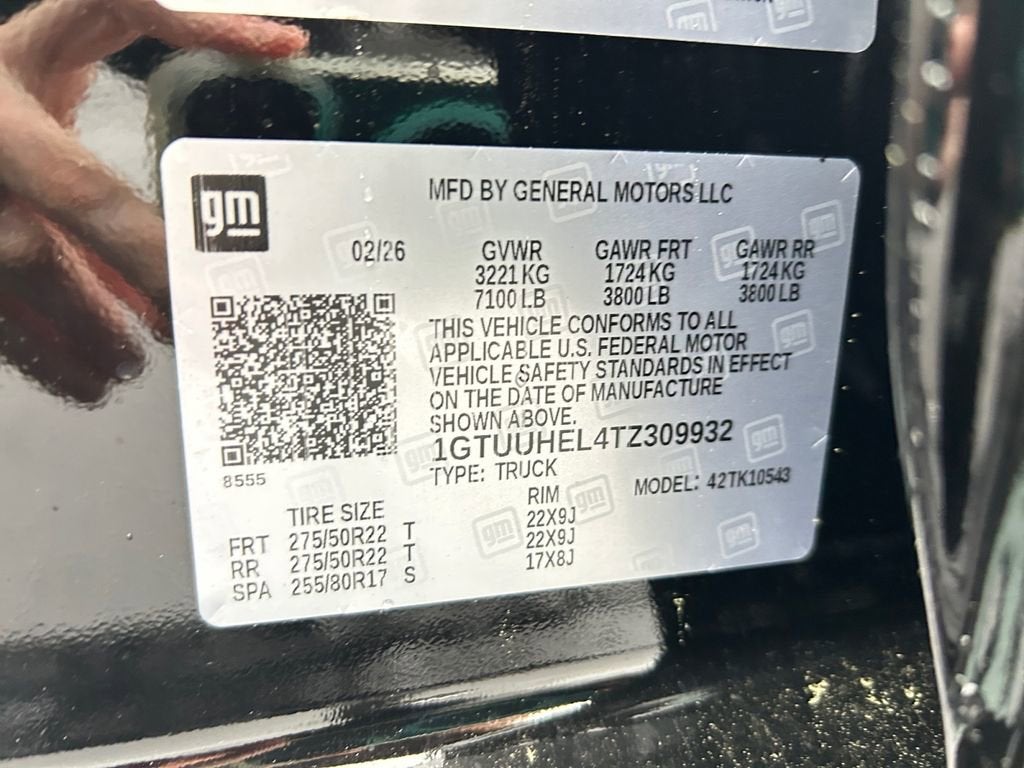 gm
MFD BY GENERAL MOTORS LLC
02/26 GVWR GAWR FRT GAWR RR
3221 KG 1724 KG 1724 KG
7100 LB 3800 LB 3800 LB
THIS VEHICLE CONFORMS TO ALL
APPLICABLE U.S. FEDERAL MOTOR
VEHICLE SAFETY STANDARDS IN EFFECT
ON THE DATE OF MANUFACTURE
SHOWN ABOVE.
1GTUUHEL4TZ309932
8555
TYPE: TRUCK MODEL: 42TK10543
TIRE SIZE RIM
FRT 275/50R22 T 22X9J
RR 275/50R22 T 22X9J
SPA 255/80R17 S 17X8J